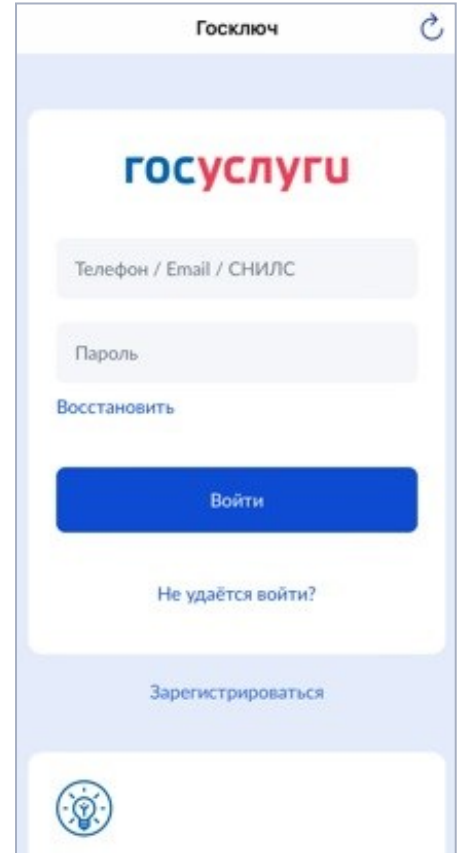 Госключ
госуслуги
Телефон / Email / СНИЛС
Пароль
Восстановить
Войти
Не удаётся войти?
Зарегистрироваться